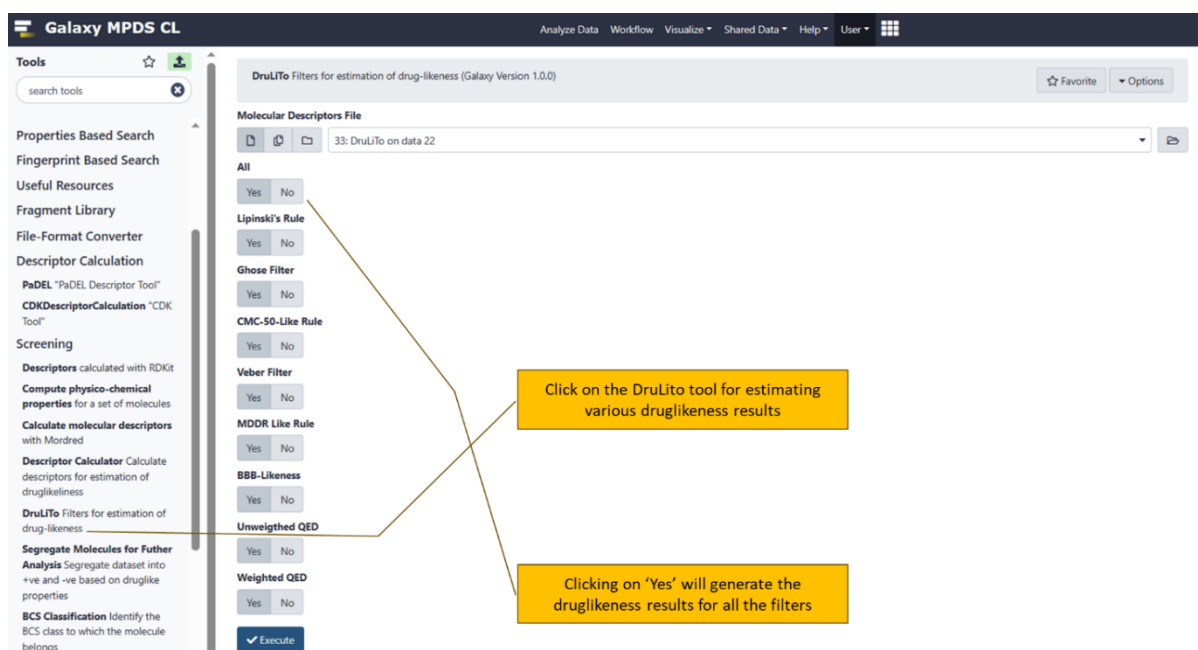 Galaxy MPDS CL
Analyze Data Workflow Visualize Shared Data Help User
Tools
search tools
Properties Based Search
Fingerprint Based Search
Useful Resources
Fragment Library
File-Format Converter
Descriptor Calculation
PaDEL "PaDEL Descriptor Tool"
CDKDescriptorCalculation "CDK
Tool"
Screening
Descriptors calculated with RDKit
Compute physico-chemical
properties for a set of molecules
Calculate molecular descriptors
with Mordred
Descriptor Calculator Calculate
descriptors for estimation of
druglikeliness
DruLiTo Filters for estimation of
drug-likeness
Segregate Molecules for Futher
Analysis Segregate dataset into
+ve and -ve based on druglike
properties
BCS Classification Identify the
BCS class to which the molecule
belongs
DruLiTo Filters for estimation of drug-likeness (Galaxy Version 1.0.0)
Favorite
Options
Molecular Descriptors File
33: DruLiTo on data 22
All
Yes No
Lipinski's Rule
Yes No
Ghose Filter
Yes No
CMC-50-Like Rule
Yes No
Veber Filter
Yes No
MDDR Like Rule
Yes No
BBB-Likeness
Yes No
Unweigthed QED
Yes No
Weighted QED
Yes No
Execute
Click on the DruLito tool for estimating
various druglikeness results
Clicking on ‘Yes’ will generate the
druglikeness results for all the filters